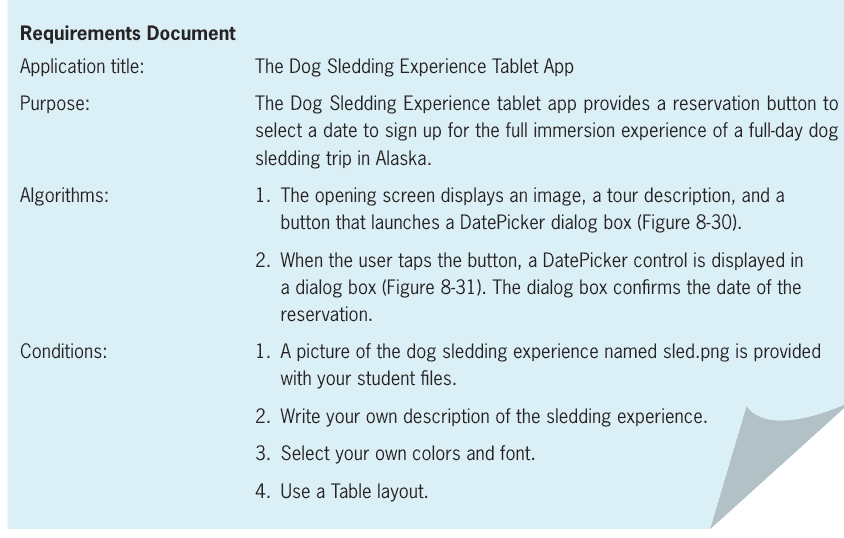 Requirements Document
Application title: The Dog Sledding Experience Tablet App
Purpose: The Dog Sledding Experience tablet app provides a reservation button to
select a date to sign up for the full immersion experience of a full-day dog
sledding trip in Alaska.
Algorithms: 1. The opening screen displays an image, a tour description, and a
button that launches a DatePicker dialog box (Figure 8-30).
2. When the user taps the button, a DatePicker control is displayed in
a dialog box (Figure 8-31). The dialog box confirms the date of the
reservation.
Conditions: 1. A picture of the dog sledding experience named sled.png is provided
with your student files.
2. Write your own description of the sledding experience.
3. Select your own colors and font.
4. Use a Table layout.